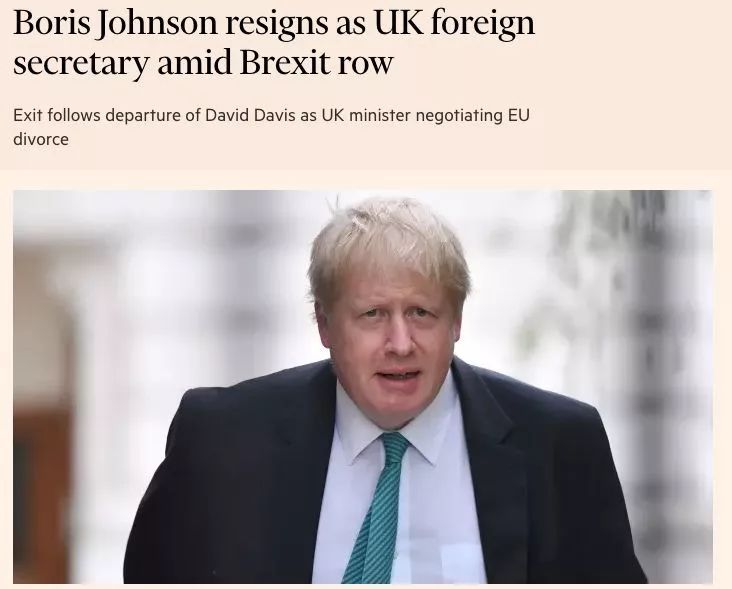 Boris Johnson resigns as UK foreign
secretary amid Brexit row
Exit follows departure of David Davis as UK minister negotiating EU
divorce